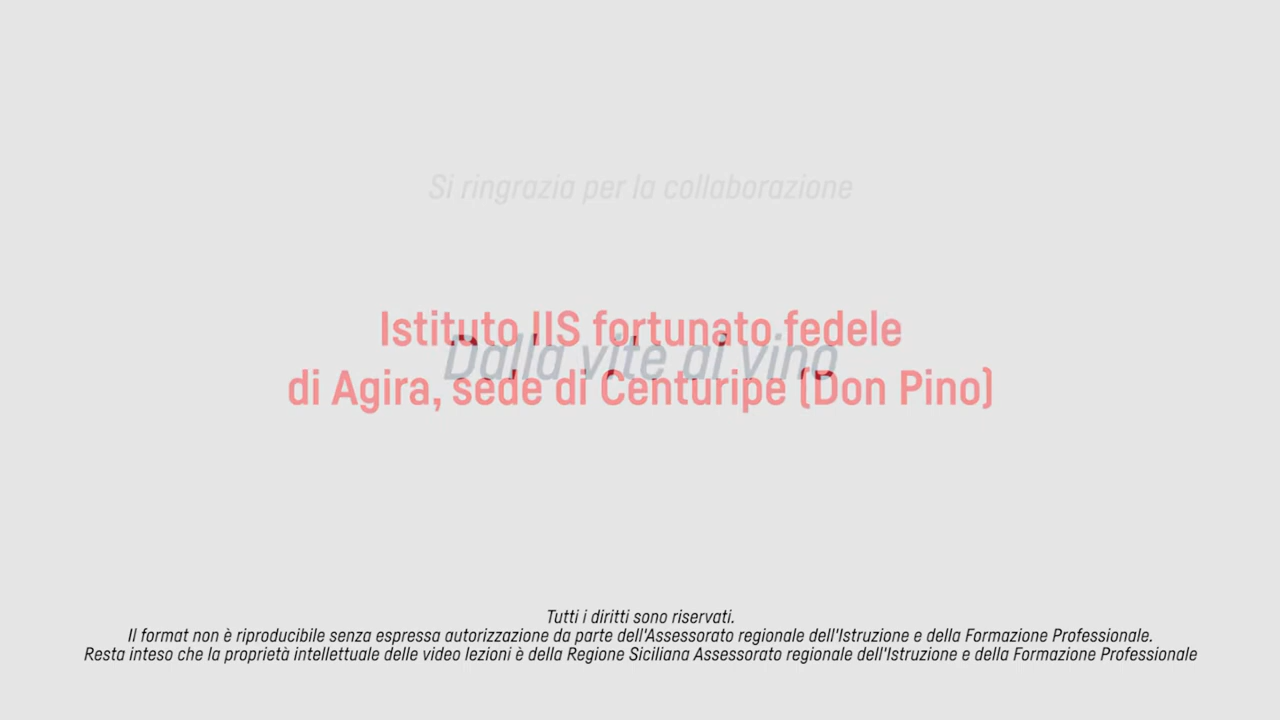 Si ringrazia per la collaborazione
Istituto IIS fortunato fedele
Dalla vite al vino
di Agira, sede di Centuripe (Don Pino)
Tutti i diritti sono riservati.
Il format non è riproducibile senza espressa autorizzazione da parte dell'Assessorato regionale dell'Istruzione e della Formazione Professionale.
Resta inteso che la proprietà intellettuale delle video lezioni è della Regione Siciliana Assessorato regionale dell'Istruzione e della Formazione Professionale